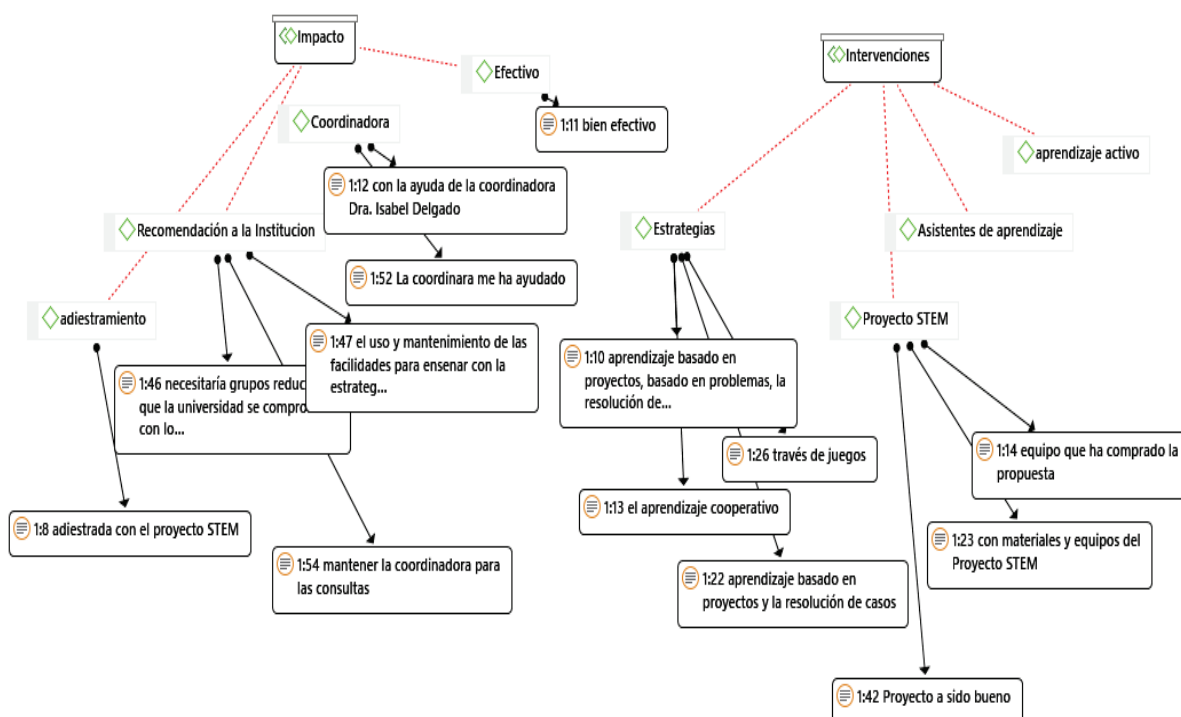 Impacto
Efectivo
1:11 bien efectivo
Coordinadora
1:12 con la ayuda de la coordinadora
Dra. Isabel Delgado
1:52 La coordinara me ha ayudado
Recomendación a la Institucion
1:47 el uso y mantenimiento de las
facilidades para ensenar con la
estrateg...
1:46 necesitaría grupos
que la universidad se
con lo...
1:54 mantener la coordinadora para
las consultas
adiestramiento
1:8 adiestrada con el proyecto STEM
Intervenciones
aprendizaje activo
Asistentes de aprendizaje
Estrategias
1:10 aprendizaje basado en
proyectos, basado en problemas, la
resolución de...
1:26 través de juegos
1:13 el aprendizaje cooperativo
1:22 aprendizaje basado en
proyectos y la resolución de casos
Proyecto STEM
1:14 equipo que ha comprado la
propuesta
1:23 con materiales y equipos del
Proyecto STEM
1:42 Proyecto a sido bueno